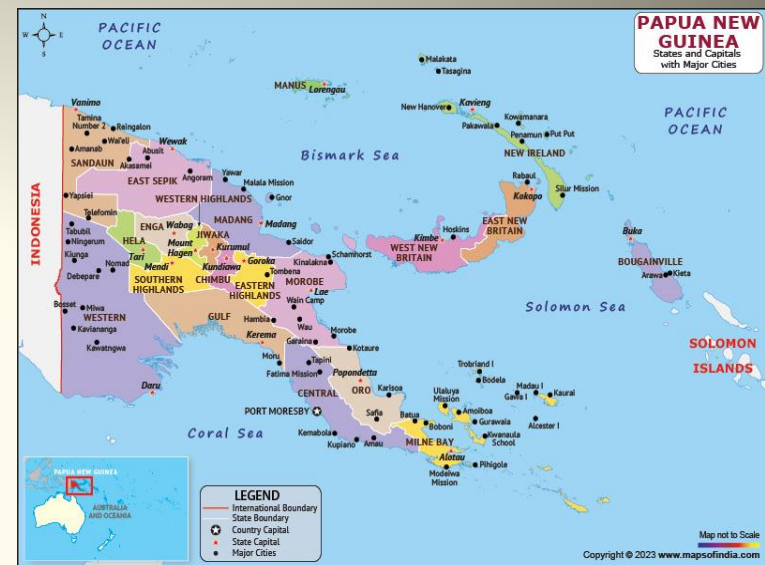 PAPUA NEW
GUINEA
States and Capitals
with Major Cities
N
W
E
S
PACIFIC
OCEAN
PACIFIC
OCEAN
Bismark Sea
Solomon Sea
Coral Sea
INDONESIA
SOLOMON
ISLANDS
Malakata
Tasagina
MANUS
Lorengau
New Hanover
Kavieng
Kowamanara
Pakawala
Put Put
Penamun
NEW IRELAND
Rabaul
Kokopo
Silur Mission
Vanimo
Tamina
Number 2
Reingalon
Wai'eli
Amanab
Abusit
Akasamei
Wewak
SANDAUN
Angoram
EAST SEPIK
Yawar
Malala Mission
Gnor
Yapsiei
WESTERN HIGHLANDS
Telefomin
MADANG
Madang
Tabubil
Ningerum
ENGA
Wabag
JIWAKA
HELA
Mount
Hagen
Kurumul
Saidor
Kiunga
Tari
Mendi
Kundiawa
Goroka
Kinalakna
Schamhorst
Nomad
Debepare
Tombena
SOUTHERN
HIGHLANDS
CHIMBU
EASTERN
HIGHLANDS
MOROBE
Lae
Kimbe
Hoskins
WEST NEW
BRITAIN
EAST NEW
BRITAIN
Buka
BOUGAINVILLE
Arawa
Kieta
Bosset
Miwa
WESTERN
Kaviananga
Kawatngwa
Daru
GULF
Wain Camp
Hambia
Wau
Kerema
Garaina
Morobe
Kotaure
Moru
Tapini
Fatima Mission
Popondetta
CENTRAL
ORO
Karisoa
PORT MORESBY
Safia
Kemabola
Kupiano
Amau
Trobriand I
Bodela
Utaluya
Mission
Madau I
Gawa I
Kaurai
Amoiboa
Batua
Boboni
Gurawaia
Alcester I
Kwanaula
School
MILNE BAY
Alotau
Modeiwa
Mission
Pihigole
PAPUA NEW GUINEA
AUSTRALIA
AND OCEANIA
LEGEND
International Boundary
State Boundary
Country Capital
State Capital
Major Cities
Map not to Scale
Copyright © 2023 www.mapsofindia.com